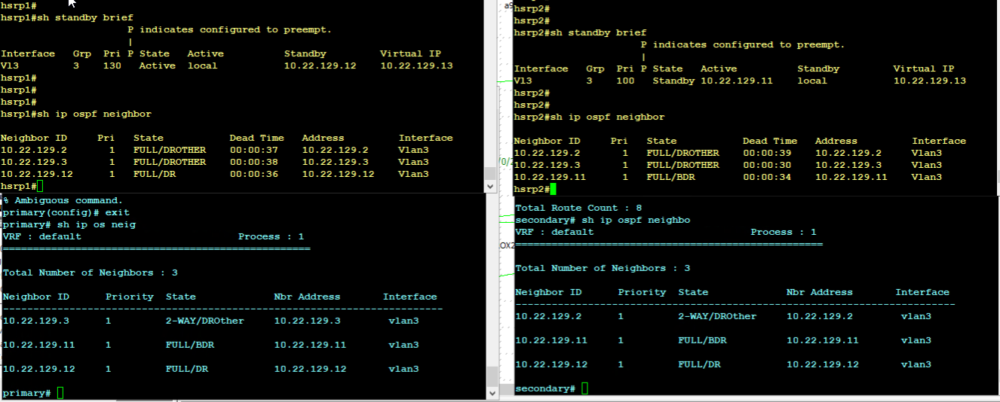 hsrp1#
hsrp1#sh standby brief
P indicates configured to preempt.
|
Interface Grp Pri P State Active Standby Virtual IP
Vl3 3 130 Active local 10.22.129.12 10.22.129.13
hsrp1#
hsrp1#
hsrp1#
hsrp1#sh ip ospf neighbor
Neighbor ID Pri State Dead Time Address Interface
10.22.129.2 1 FULL/DROTHER 00:00:37 10.22.129.2 Vlan3
10.22.129.3 1 FULL/DROTHER 00:00:38 10.22.129.3 Vlan3
10.22.129.12 1 FULL/DR 00:00:36 10.22.129.12 Vlan3
hsrp1#
a9
hsrp2#
hsrp2#
hsrp2#sh standby brief
P indicates configured to preempt.
|
Interface Grp Pri P State Active Standby Virtual IP
Vl3 3 100 Standby 10.22.129.11 local 10.22.129.13
hsrp2#
hsrp2#
hsrp2#sh ip ospf neighbor
Neighbor ID Pri State Dead Time Address Interface
10.22.129.2 1 FULL/DROTHER 00:00:39 10.22.129.2 Vlan3
10.22.129.3 1 FULL/DROTHER 00:00:30 10.22.129.3 Vlan3
10.22.129.11 1 FULL/BDR 00:00:34 10.22.129.11 Vlan3
hsrp2#
% Ambiguous command.
primary(config)# exit
primary# sh ip os neig
VRF : default Process : 1
===================================================
Total Number of Neighbors : 3
Neighbor ID Priority State Nbr Address Interface
-------------------------------------------------------------------------
10.22.129.3 1 2-WAY/DROther 10.22.129.3 vlan3
10.22.129.11 1 FULL/BDR 10.22.129.11 vlan3
10.22.129.12 1 FULL/DR 10.22.129.12 vlan3
primary#
Total Route Count : 8
secondary# sh ip ospf neighbo
VRF : default Process : 1
===================================================
Total Number of Neighbors : 3
Neighbor ID Priority State Nbr Address Interface
-------------------------------------------------------------------------
10.22.129.2 1 2-WAY/DROther 10.22.129.2 vlan3
10.22.129.11 1 FULL/BDR 10.22.129.11 vlan3
10.22.129.12 1 FULL/DR 10.22.129.12 vlan3
secondary#